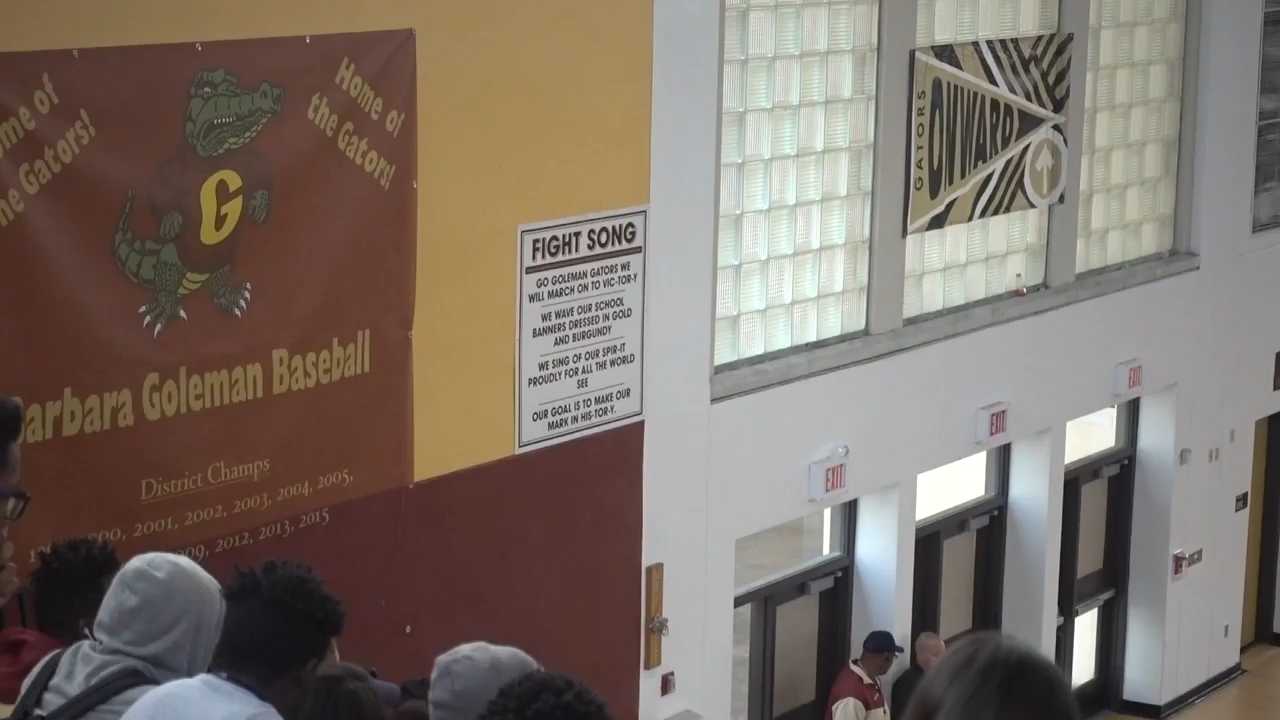 ome of
he Gators!
Home of
the Gators!
G
Barbara Goleman Baseball
District Champs
2001, 2002, 2003, 2004, 2005,
2012, 2013, 2015
FIGHT SONG
GO GOLEMAN GATORS WE
WILL MARCH ON TO VIC-TOR-Y
WE WAVE OUR SCHOOL
BANNERS DRESSED IN GOLD
AND BURGUNDY
WE SING OF OUR SPIR-IT
PROUDLY FOR ALL THE WORLD
SEE
OUR GOAL IS TO MAKE OUR
MARK IN HIS-TOR-Y.
GATORS
ONWARD
EXIT
EXIT
EXIT